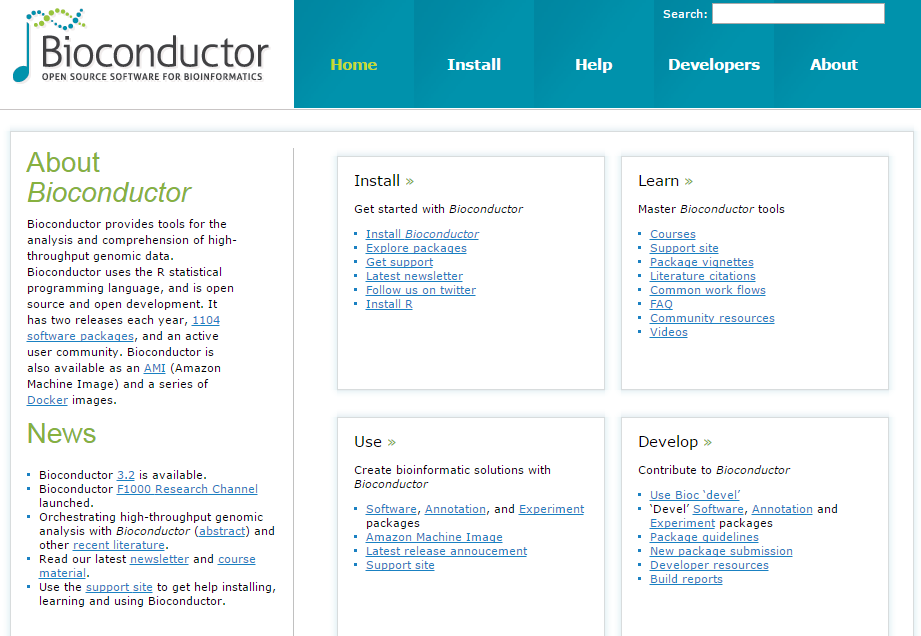 Bioconductor
OPEN SOURCE SOFTWARE FOR BIOINFORMATICS
Search:
Home
Install
Help
Developers
About
About
Bioconductor
Bioconductor provides tools for the
analysis and comprehension of high-
throughput genomic data.
Bioconductor uses the R statistical
programming language, and is open
source and open development. It
has two releases each year, 1104
software packages, and an active
user community. Bioconductor is
also available as an AMI (Amazon
Machine Image) and a series of
Docker images.
News
Bioconductor 3.2 is available.
Bioconductor F1000 Research Channel
launched.
Orchestrating high-throughput genomic
analysis with Bioconductor (abstract) and
other recent literature.
Read our latest newsletter and course
material.
Use the support site to get help installing,
learning and using Bioconductor.
Install »
Get started with Bioconductor
Install Bioconductor
Explore packages
Get support
Latest newsletter
Follow us on twitter
Install R
Learn »
Master Bioconductor tools
Courses
Support site
Package vignettes
Literature citations
Common work flows
FAQ
Community resources
Videos
Use »
Create bioinformatic solutions with
Bioconductor
Software, Annotation, and Experiment
packages
Amazon Machine Image
Latest release annoucement
Support site
Develop »
Contribute to Bioconductor
Use Bioc ‘devel’
‘Devel’ Software, Annotation and
Experiment packages
Package guidelines
New package submission
Developer resources
Build reports